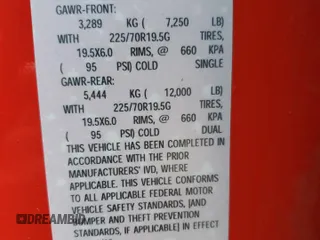 GAWR-FRONT:
3,289 KG ( 7,250 LB)
WITH 225/70R19.5G TIRES,
19.5X6.0 RIMS, @ 660 KPA
( 95 PSI) COLD SINGLE
GAWR-REAR:
5,444 KG ( 12,000 LB)
WITH 225/70R19.5G TIRES,
19.5X6.0 RIMS, @ 660 KPA
( 95 PSI) COLD DUAL
THIS VEHICLE HAS BEEN COMPLETED IN
ACCORDANCE WITH THE PRIOR
MANUFACTURERS' IVD, WHERE
APPLICABLE. THIS VEHICLE CONFORMS
TO ALL APPLICABLE FEDERAL MOTOR
VEHICLE SAFETY STANDARDS, [AND
BUMPER AND THEFT PREVENTION
STANDARDS, IF APPLICABLE] IN EFFECT
DREAMBID